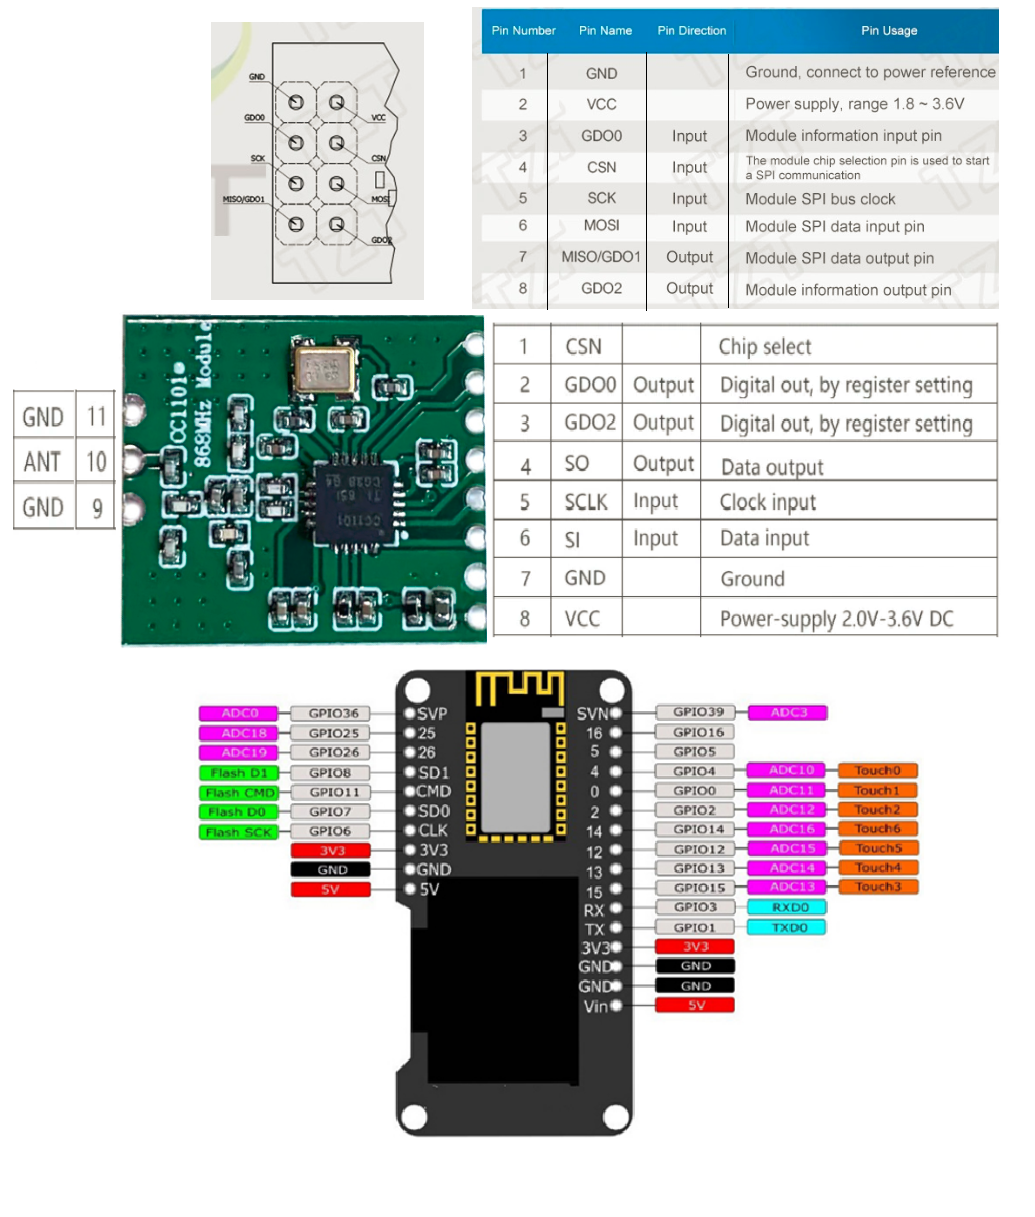 GND
VCC
GDO0
CSN
SCK
MOSI
MISO/GDO1
GDO2
TZT
Pin Number Pin Name Pin Direction Pin Usage
1 GND Ground, connect to power reference
2 VCC Power supply, range 1.8 ~ 3.6V
3 GDO0 Input Module information input pin
4 CSN Input The module chip selection pin is used to start
a SPI communication
5 SCK Input Module SPI bus clock
6 MOSI Input Module SPI data input pin
7 MISO/GDO1 Output Module SPI data output pin
8 GDO2 Output Module information output pin
GND 11
ANT 10
GND 9
CC1101
868MHz Module
CC1101
1 CSN Chip select
2 GDO0 Output Digital out, by register setting
3 GDO2 Output Digital out, by register setting
4 SO Output Data output
5 SCLK Input Clock input
6 SI Input Data input
7 GND Ground
8 VCC Power-supply 2.0V-3.6V DC
ADC0 GPIO36 SVP SVN GPIO39 ADC3
ADC18 GPIO25 25 16 GPIO16
ADC19 GPIO26 26 5 GPIO5
Flash D1 GPIO8 SD1 4 GPIO4 ADC10 Touch0
Flash CMD GPIO11 CMD 0 GPIO0 ADC11 Touch1
Flash D0 GPIO7 SD0 2 GPIO2 ADC12 Touch2
Flash SCK GPIO6 CLK 14 GPIO14 ADC16 Touch6
3V3 3V3 12 GPIO12 ADC15 Touch5
GND GND 13 GPIO13 ADC14 Touch4
5V 5V 15 GPIO15 ADC13 Touch3
RX GPIO3 RXD0
TX GPIO1 TXD0
3V3 3V3
GND GND
GND GND
Vin 5V